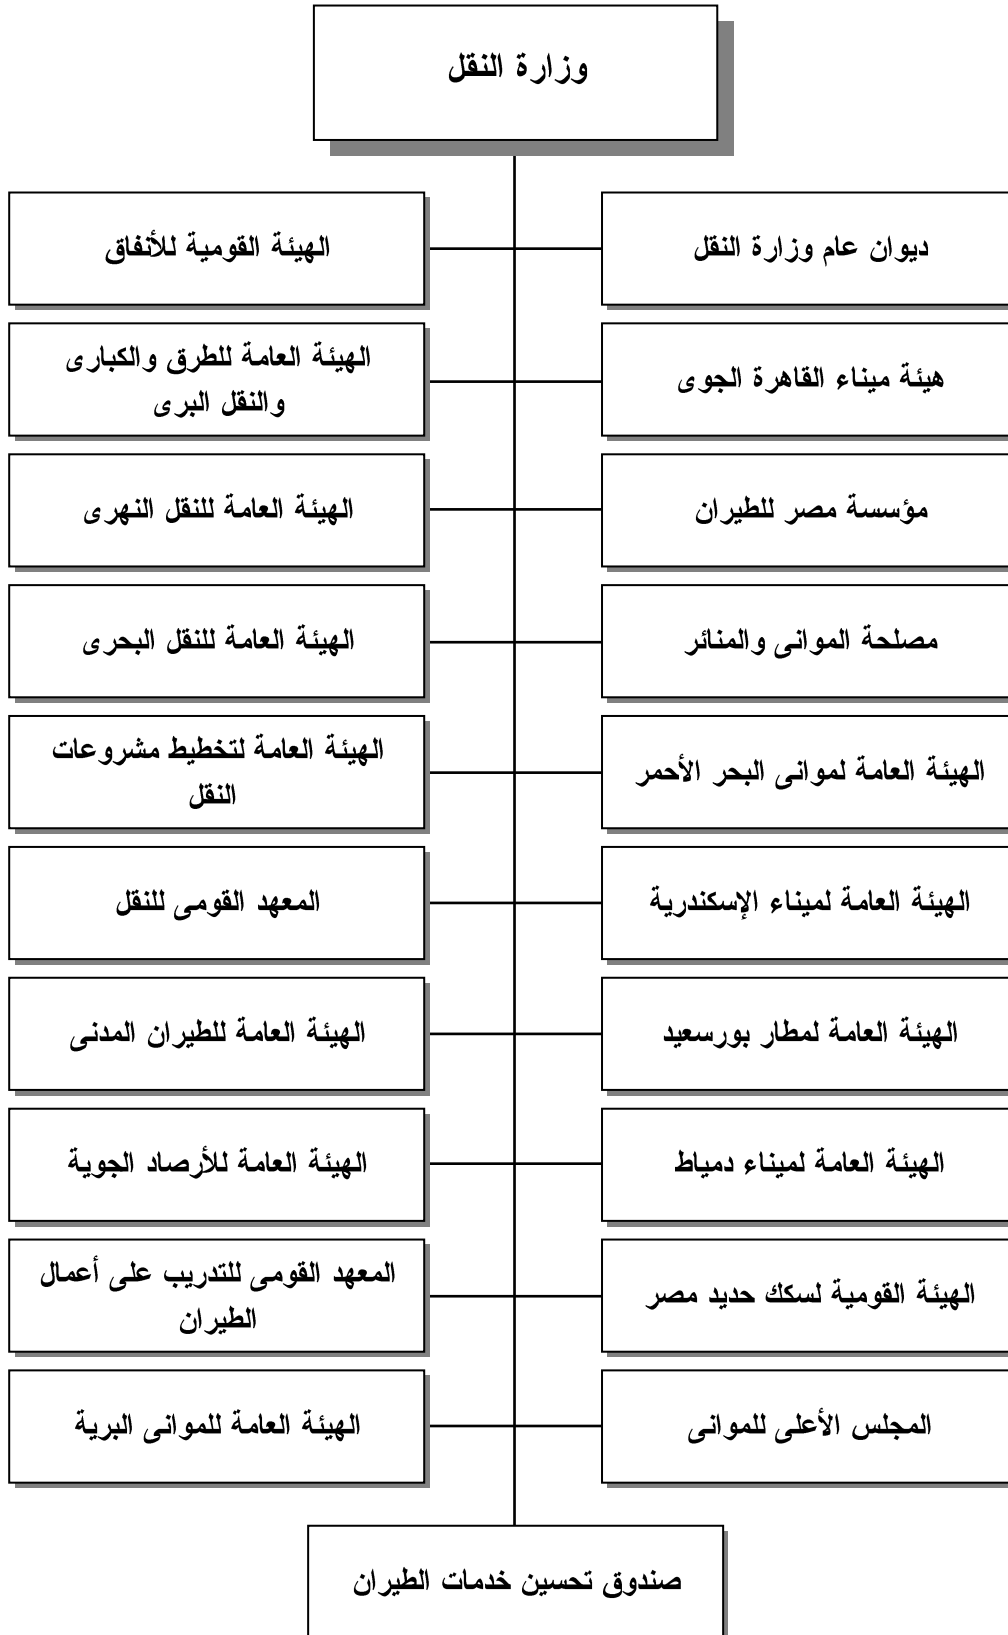 وزارة النقل
ديوان عام وزارة النقل
الهيئة القومية للأنفاق
هيئة ميناء القاهرة الجوى
الهيئة العامة للطرق والكبارى
والنقل البرى
مؤسسة مصر للطيران
الهيئة العامة للنقل النهرى
مصلحة الموانى والمنائر
الهيئة العامة للنقل البحرى
الهيئة العامة لموانى البحر الأحمر
الهيئة العامة لتخطيط مشروعات
النقل
الهيئة العامة لميناء الإسكندرية
المعهد القومى للنقل
الهيئة العامة لمطار بورسعيد
الهيئة العامة للطيران المدنى
الهيئة العامة لميناء دمياط
الهيئة العامة للأرصاد الجوية
الهيئة القومية لسكك حديد مصر
المعهد القومى للتدريب على أعمال
الطيران
المجلس الأعلى للموانى
الهيئة العامة للموانى البرية
صندوق تحسين خدمات الطيران